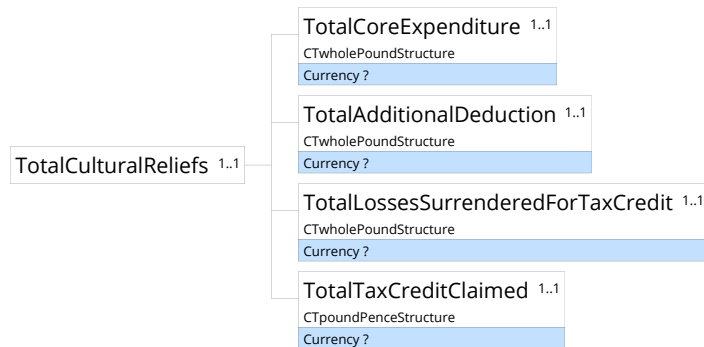 TotalCoreExpenditure 1..1
CTwholePoundStructure
Currency ?
TotalAdditionalDeduction 1..1
CTwholePoundStructure
Currency ?
TotalCulturalReliefs 1..1
TotalLossesSurrenderedForTaxCredit 1..1
CTwholePoundStructure
Currency ?
TotalTaxCreditClaimed 1..1
CTpoundPenceStructure
Currency ?